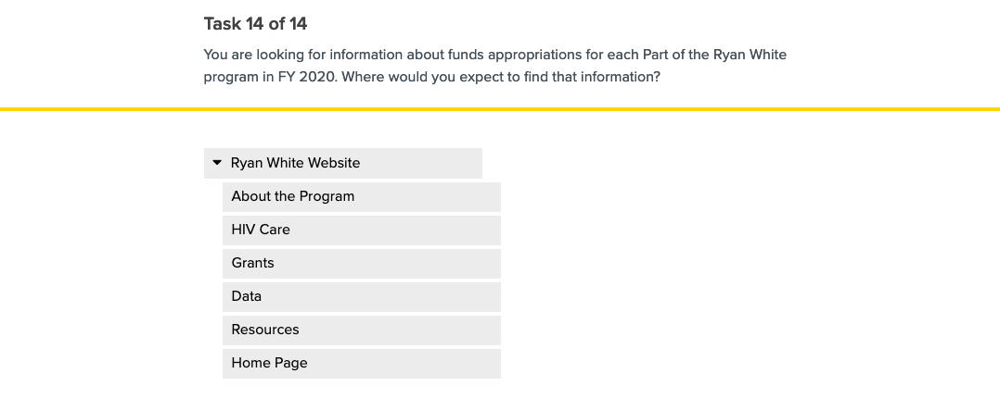 Task 14 of 14
You are looking for information about funds appropriations for each Part of the Ryan White
program in FY 2020. Where would you expect to find that information?
Ryan White Website
About the Program
HIV Care
Grants
Data
Resources
Home Page